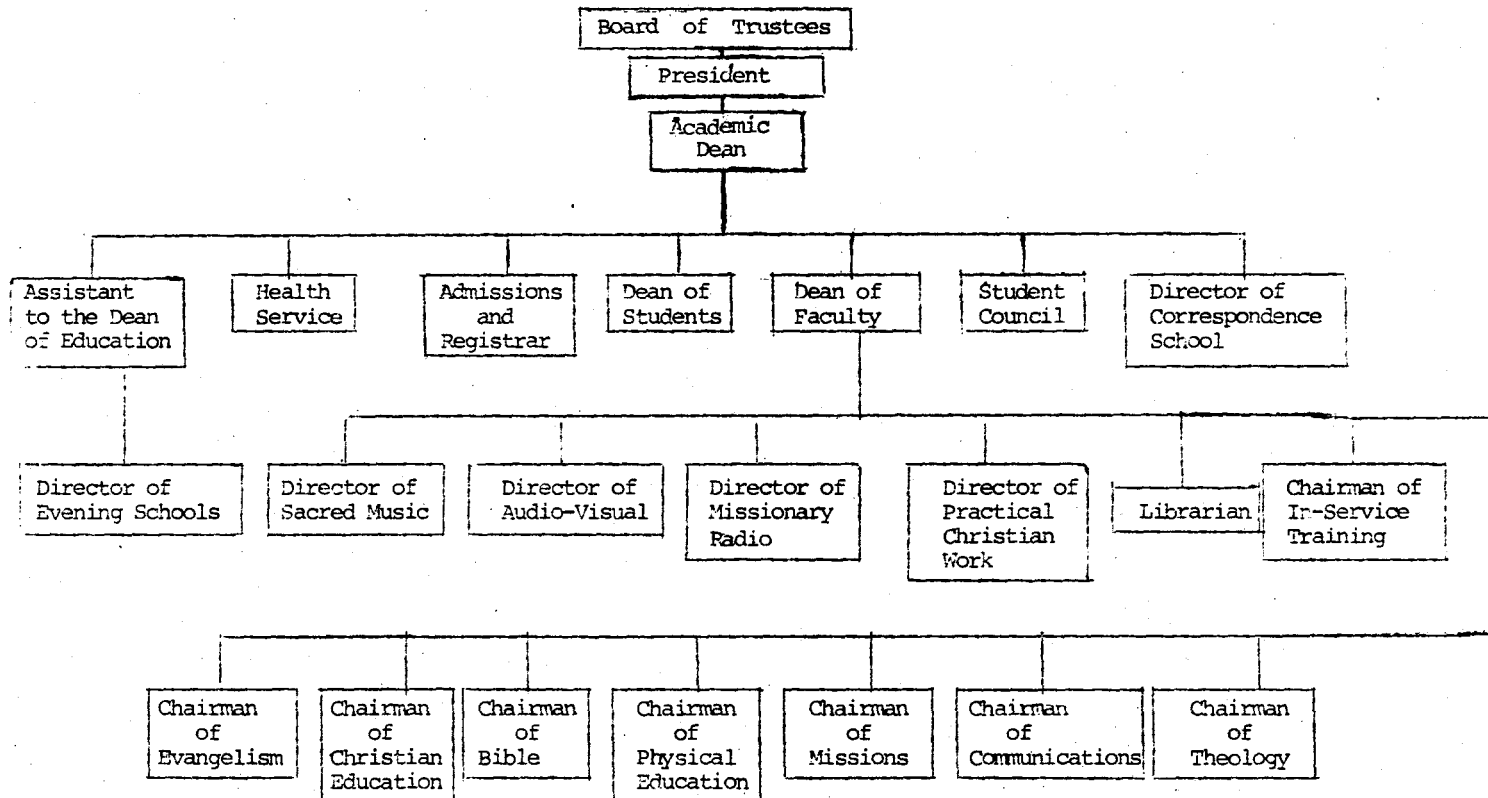 Board of Trustees
President
Academic
Dean
Assistant
to the Dean
of Education
Health
Service
Admissions
and
Registrar
Dean of
Students
Dean of
Faculty
Student
Council
Director of
Correspondence
School
Director of
Evening Schools
Director of
Sacred Music
Director of
Audio-Visual
Director of
Missionary
Radio
Director of
Practical
Christian
Work
Librarian
Chairman of
In-Service
Training
Chairman
of
Evangelism
Chairman
of
Christian
Education
Chairman
of
Bible
Chairman
of
Physical
Education
Chairman
of
Missions
Chairman
of
Communications
Chairman
of
Theology